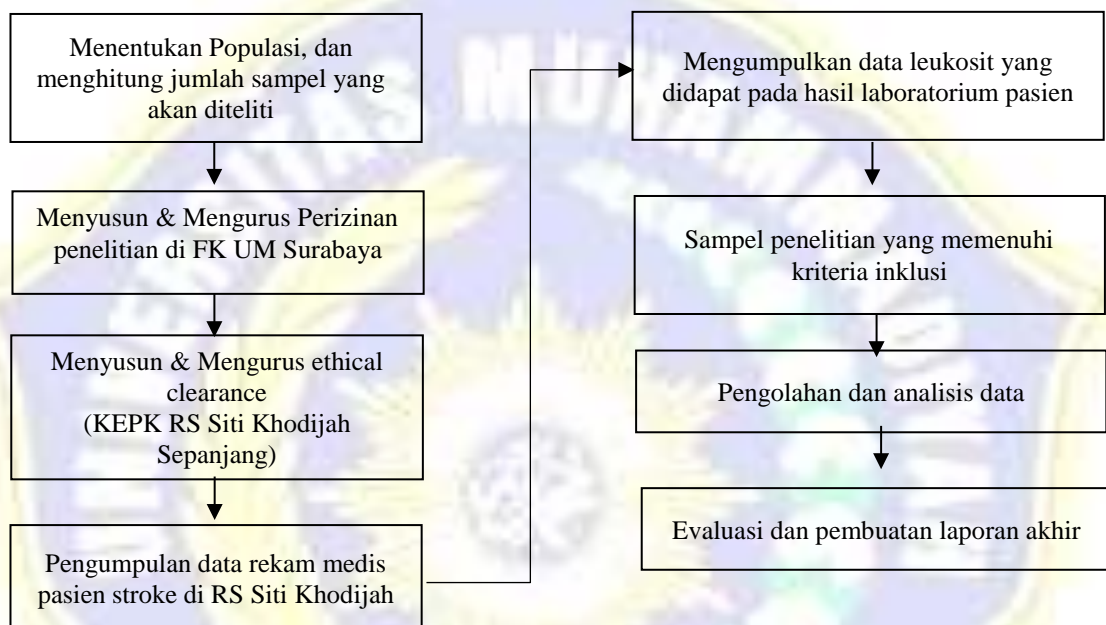 Menentukan Populasi, dan
menghitung jumlah sampel yang
akan diteliti
Menyusun & Mengurus Perizinan
penelitian di FK UM Surabaya
Menyusun & Mengurus ethical
clearance
(KEPK RS Siti Khodijah
Sepanjang)
Pengumpulan data rekam medis
pasien stroke di RS Siti Khodijah
Mengumpulkan data leukosit yang
didapat pada hasil laboratorium pasien
Sampel penelitian yang memenuhi
kriteria inklusi
Pengolahan dan analisis data
Evaluasi dan pembuatan laporan akhir